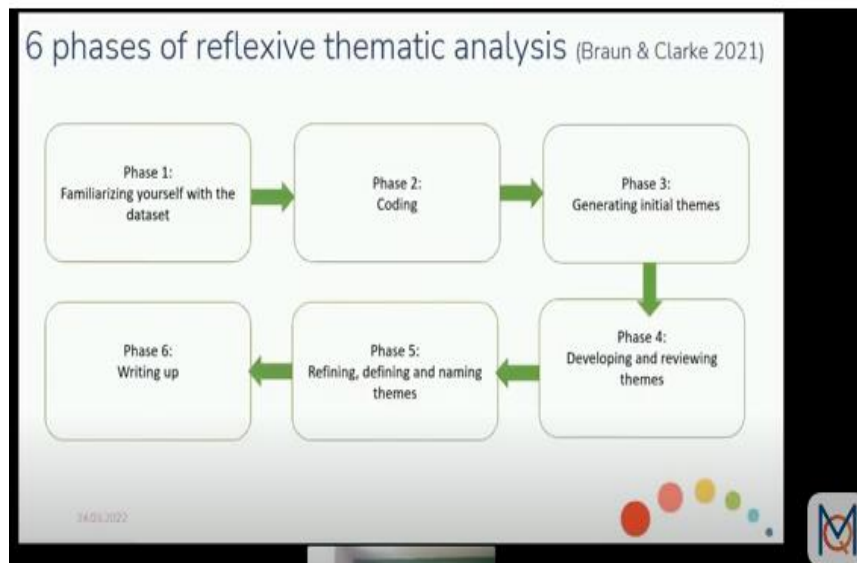 6 phases of reflexive thematic analysis (Braun & Clarke 2021)
Phase 1:
Familiarizing yourself with the
dataset
Phase 2:
Coding
Phase 3:
Generating initial themes
Phase 4:
Developing and reviewing
themes
Phase 5:
Refining, defining and naming
themes
Phase 6:
Writing up
MQ